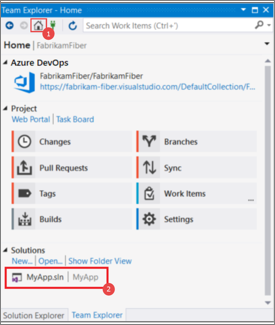 Team Explorer - Home
Search Work Items (Ctrl+')
1
Home | FabrikamFiber
Azure DevOps
FabrikamFiber/FabrikamFiber
https://fabrikam-fiber.visualstudio.com/DefaultCollection/F...
Project
Web Portal | Task Board
Changes
Branches
Pull Requests
Sync
Tags
Work Items
...
Builds
Settings
Solutions
New... | Open... | Show Folder View
MyApp.sln | MyApp
2
Solution Explorer Team Explorer